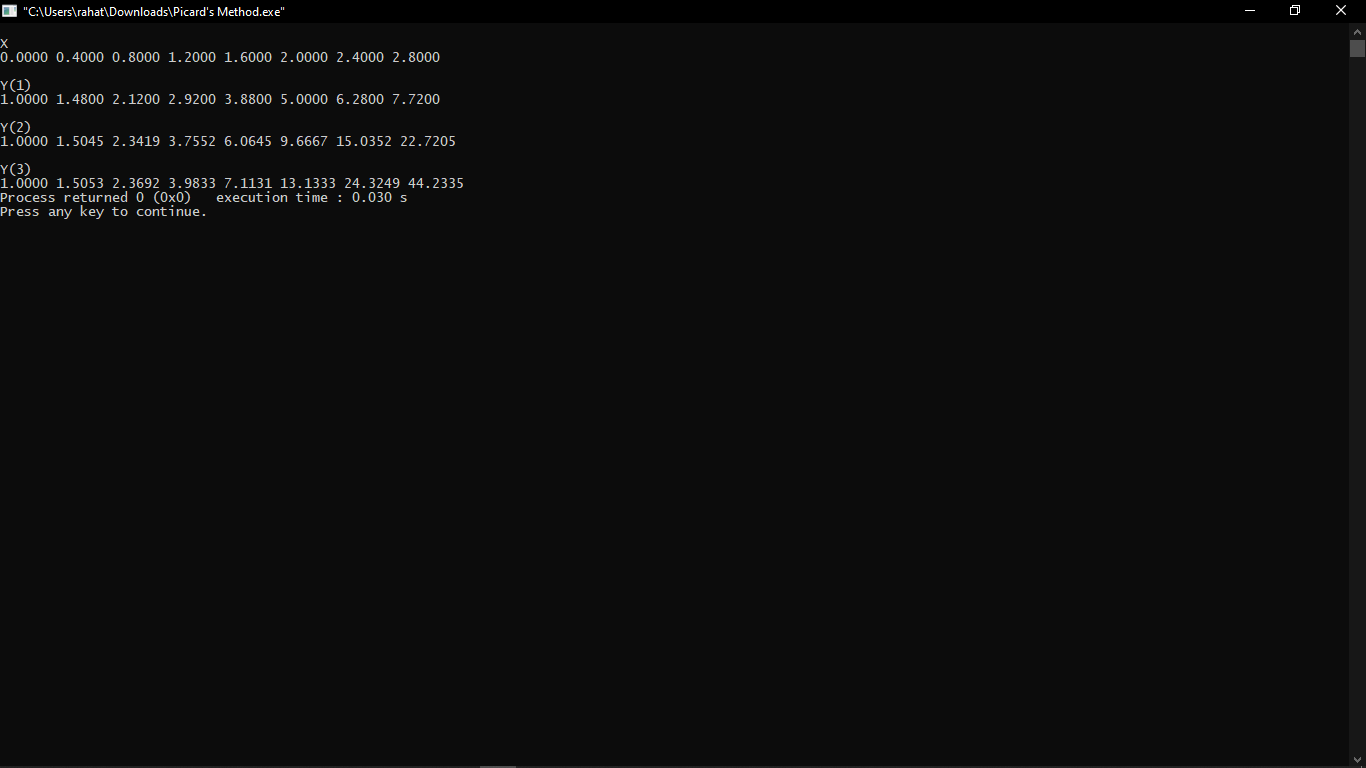 "C:\Users\rahat\Downloads\Picard's Method.exe"
X
0.0000 0.4000 0.8000 1.2000 1.6000 2.0000 2.4000 2.8000
Y(1)
1.0000 1.4800 2.1200 2.9200 3.8800 5.0000 6.2800 7.7200
Y(2)
1.0000 1.5045 2.3419 3.7552 6.0645 9.6667 15.0352 22.7205
Y(3)
1.0000 1.5053 2.3692 3.9833 7.1131 13.1333 24.3249 44.2335
Process returned 0 (0x0)   execution time : 0.030 s
Press any key to continue.